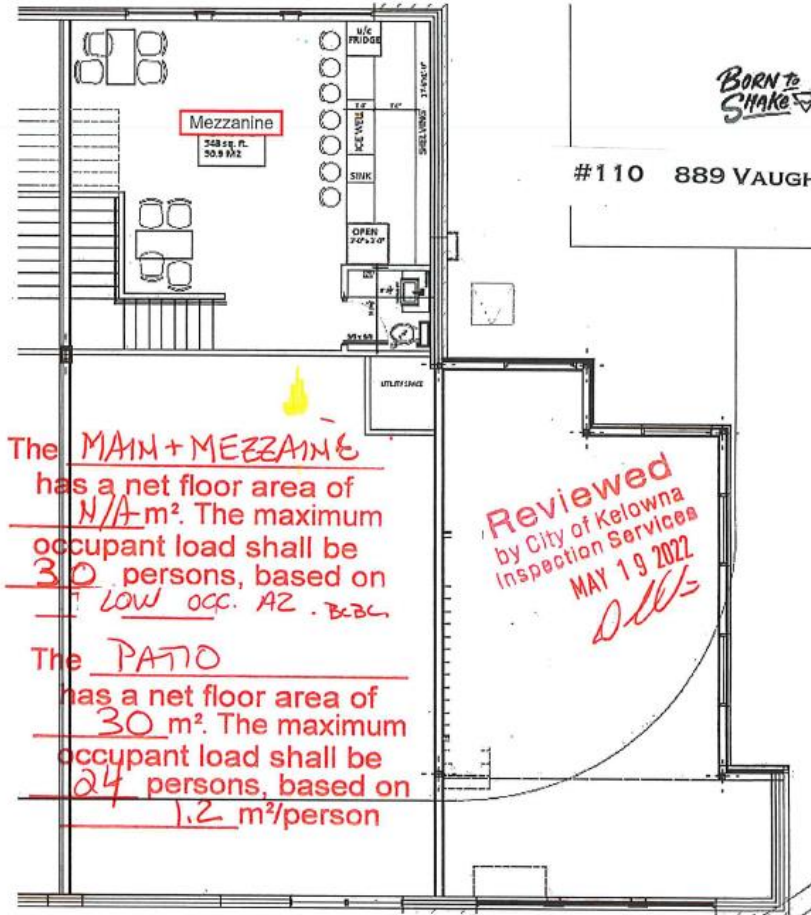 U/C
FRIDGE
BORN TO
SHAKE
Mezzanine
548 sq. ft.
50.9 M2
ICE WELL
SHELVING
SINK
#110 889 VAUGH
OPEN
UTILITY SPACE
The MAIN + MEZZAINE
has a net floor area of
N/A m². The maximum
occupant load shall be
30 persons, based on
LOW OCC. A2. BCBC.
The PATIO
has a net floor area of
30 m². The maximum
occupant load shall be
24 persons, based on
1.2 m²/person
Reviewed
by City of Kelowna
Inspection Services
MAY 19 2022